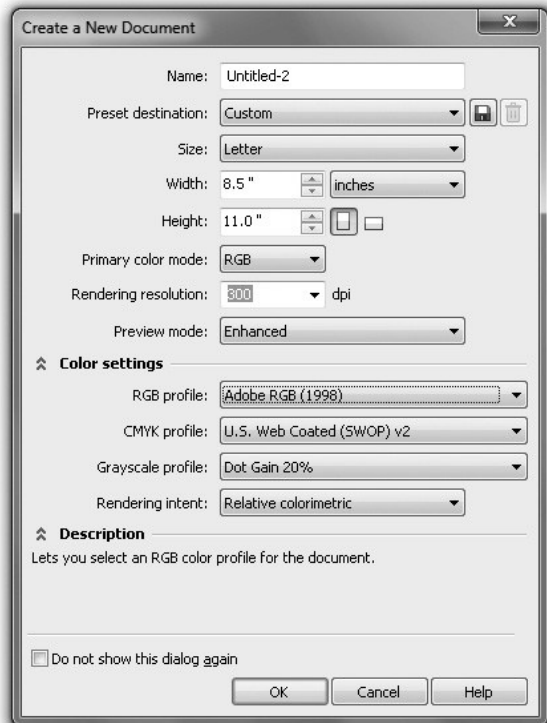 Create a New Document
Name: Untitled-2
Preset destination: Custom
Size: Letter
Width: 8.5 " inches
Height: 11.0 "
Primary color mode: RGB
Rendering resolution: 300 dpi
Preview mode: Enhanced
Color settings
RGB profile: Adobe RGB (1998)
CMYK profile: U.S. Web Coated (SWOP) v2
Grayscale profile: Dot Gain 20%
Rendering intent: Relative colorimetric
Description
Lets you select an RGB color profile for the document.
Do not show this dialog again
OK Cancel Help